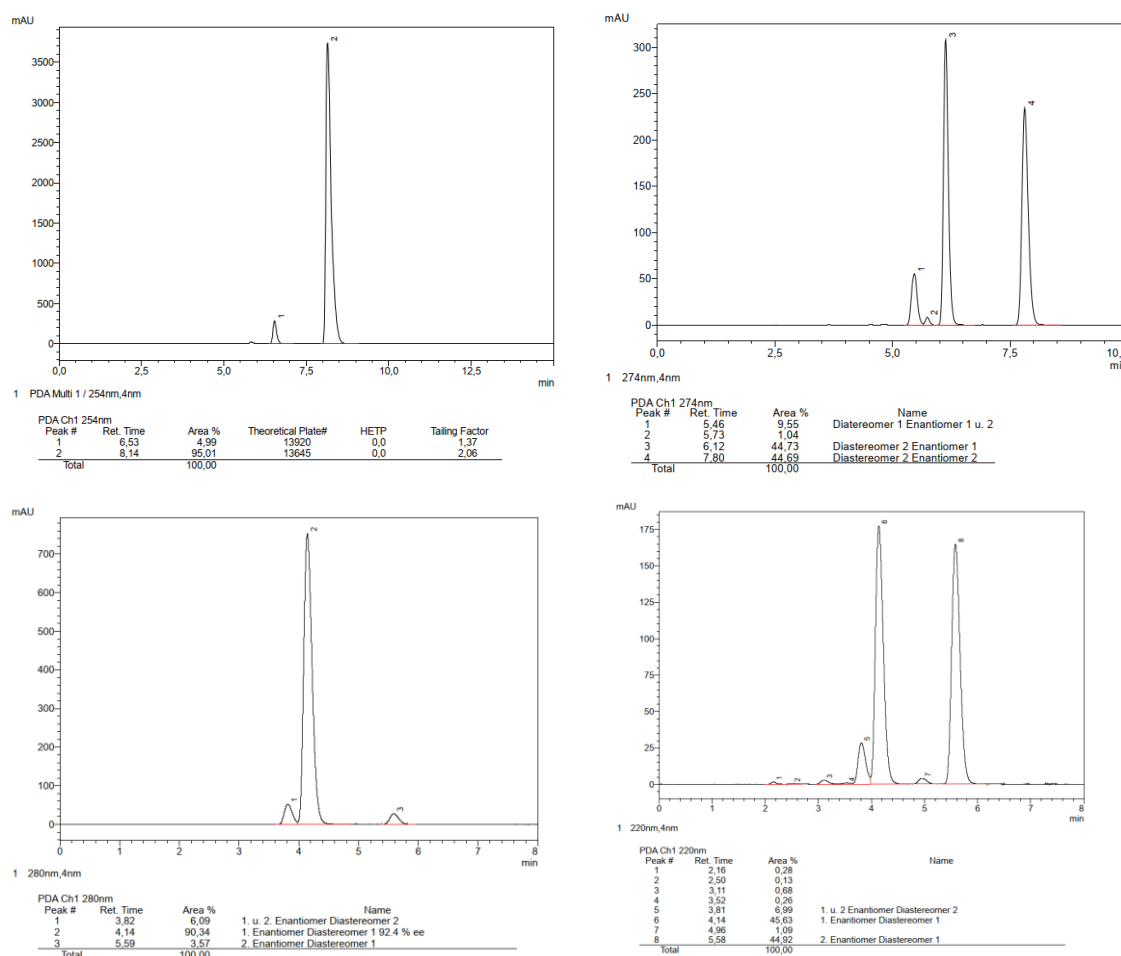 mAU
3500
3000
2500
2000
1500
1000
500
0
1
2
0,0 2,5 5,0 7,5 10,0 12,5
min
1 PDA Multi 1 / 254nm,4nm
PDA Ch1 254nm
Peak # Ret. Time Area % Theoretical Plate# HETP Tailing Factor
1 6,53 4,99 13920 0,0 1,37
2 8,14 95,01 13645 0,0 2,06
Total 100,00
mAU
300
250
200
150
100
50
0
1
2
3
4
0,0 2,5 5,0 7,5
min
1 274nm,4nm
PDA Ch1 274nm
Peak # Ret. Time Area % Name
1 5,46 9,55 Diatereomer 1 Enantiomer 1 u. 2
2 5,73 1,04
3 6,12 44,73 Diastereomer 2 Enantiomer 1
4 7,80 44,69 Diastereomer 2 Enantiomer 2
Total 100,00
mAU
700
600
500
400
300
200
100
0
1
2
3
0 1 2 3 4 5 6 7 8
min
1 280nm,4nm
PDA Ch1 280nm
Peak # Ret. Time Area % Name
1 3,82 6,09 1. u. 2. Enantiomer Diastereomer 2
2 4,14 90,34 1. Enantiomer Diastereomer 1 92.4 % ee
3 5,59 3,57 2. Enantiomer Diastereomer 1
Total 100,00
mAU
175
150
125
100
75
50
25
0
1
2
3
4
5
6
7
8
0 1 2 3 4 5 6 7 8
min
1 220nm,4nm
PDA Ch1 220nm
Peak # Ret. Time Area % Name
1 2,16 0,28
2 2,50 0,13
3 3,11 0,68
4 3,52 0,26
5 3,81 6,99 1. u. 2 Enantiomer Diastereomer 2
6 4,14 45,63 1. Enantiomer Diastereomer 1
7 4,96 1,09
8 5,58 44,92 2. Enantiomer Diastereomer 1
Total 100,00